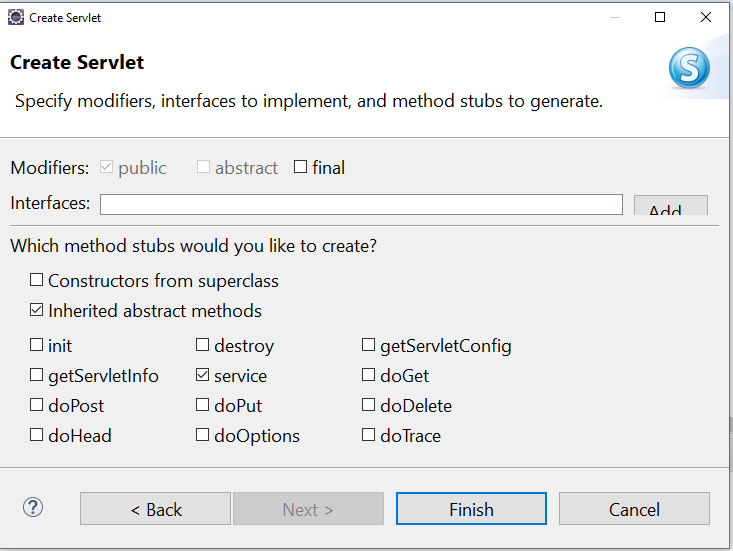 Create Servlet
Create Servlet
S
Specify modifiers, interfaces to implement, and method stubs to generate.
Modifiers: public abstract final
Interfaces: Add...
Which method stubs would you like to create?
Constructors from superclass
Inherited abstract methods
init destroy getServletConfig
getServletInfo service doGet
doPost doPut doDelete
doHead doOptions doTrace
? < Back Next > Finish Cancel